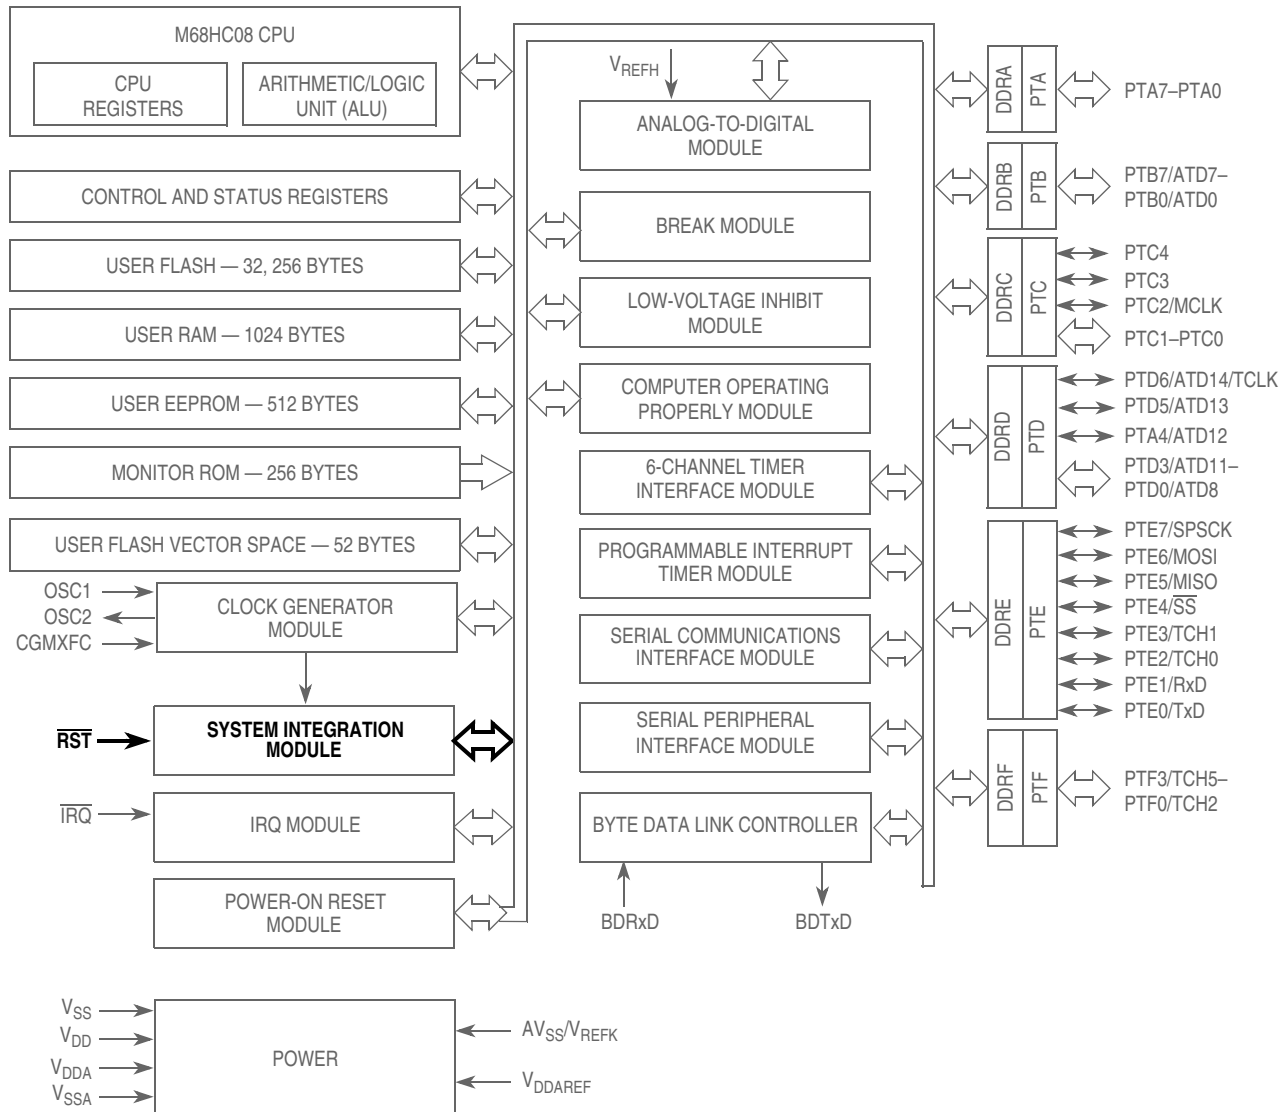 M68HC08 CPU
CPU
REGISTERS
ARITHMETIC/LOGIC
UNIT (ALU)
CONTROL AND STATUS REGISTERS
USER FLASH — 32, 256 BYTES
USER RAM — 1024 BYTES
USER EEPROM — 512 BYTES
MONITOR ROM — 256 BYTES
USER FLASH VECTOR SPACE — 52 BYTES
OSC1
OSC2
CGMXFC
CLOCK GENERATOR
MODULE
RST
SYSTEM INTEGRATION
MODULE
IRQ
IRQ MODULE
POWER-ON RESET
MODULE
VSS
VDD
VDDA
VSSA
POWER
AVSS/VREFK
VDDAREF
VREFH
ANALOG-TO-DIGITAL
MODULE
BREAK MODULE
LOW-VOLTAGE INHIBIT
MODULE
COMPUTER OPERATING
PROPERLY MODULE
6-CHANNEL TIMER
INTERFACE MODULE
PROGRAMMABLE INTERRUPT
TIMER MODULE
SERIAL COMMUNICATIONS
INTERFACE MODULE
SERIAL PERIPHERAL
INTERFACE MODULE
BYTE DATA LINK CONTROLLER
BDRxD
BDTxD
DDRA
PTA
PTA7–PTA0
DDRB
PTB
PTB7/ATD7–
PTB0/ATD0
DDRC
PTC
PTC4
PTC3
PTC2/MCLK
PTC1–PTC0
DDRD
PTD
PTD6/ATD14/TCLK
PTD5/ATD13
PTA4/ATD12
PTD3/ATD11–
PTD0/ATD8
DDRE
PTE
PTE7/SPSCK
PTE6/MOSI
PTE5/MISO
PTE4/SS
PTE3/TCH1
PTE2/TCH0
PTE1/RxD
PTE0/TxD
DDRF
PTF
PTF3/TCH5–
PTF0/TCH2